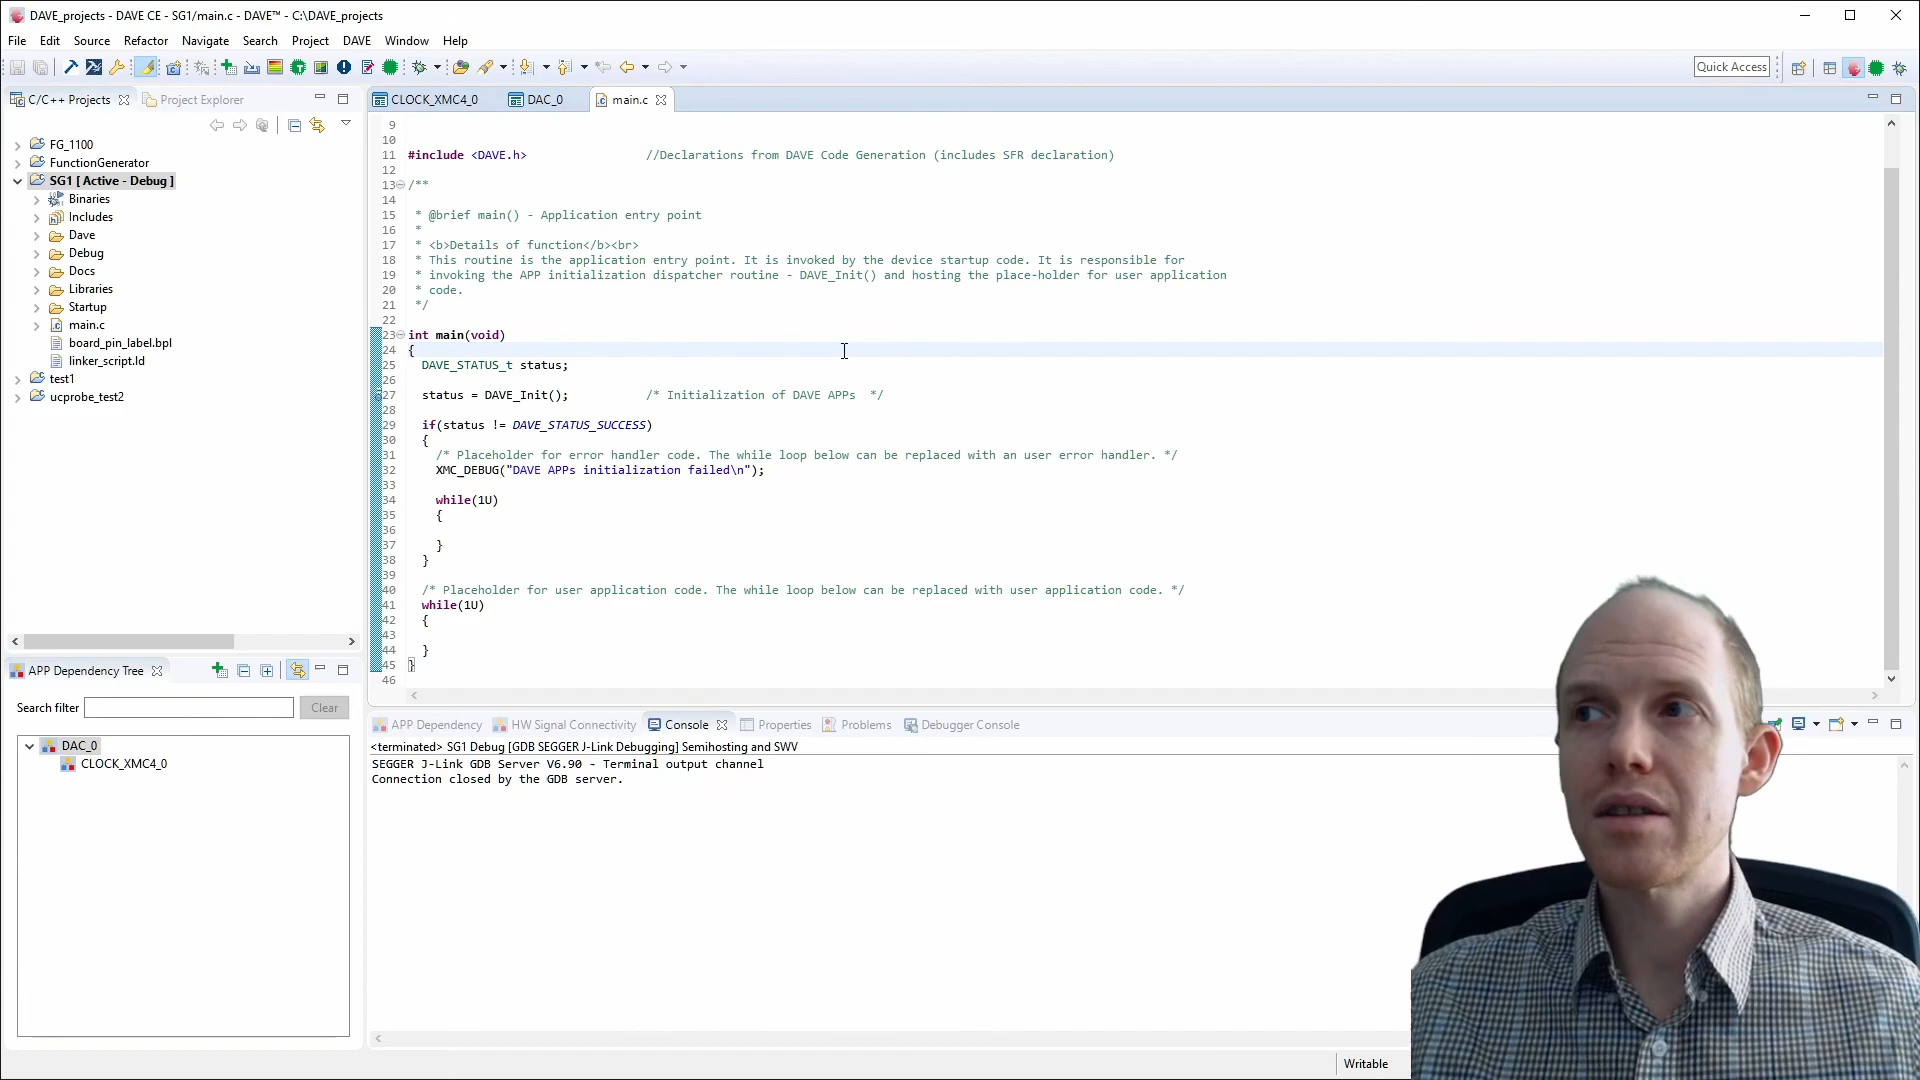 DAVE_projects - DAVE CE - SG1/main.c - DAVE™ - C:\DAVE_projects
File Edit Source Refactor Navigate Search Project DAVE Window Help
Quick Access
C/C++ Projects Project Explorer
FG_1100
FunctionGenerator
SG1 [ Active - Debug ]
Binaries
Includes
Dave
Debug
Docs
Libraries
Startup
main.c
board_pin_label.bpl
linker_script.ld
test1
ucprobe_test2
CLOCK_XMC4_0 DAC_0 main.c
9
10
11 #include <DAVE.h> //Declarations from DAVE Code Generation (includes SFR declaration)
12
13 /**
14
15 * @brief main() - Application entry point
16 *
17 * <b>Details of function</b><br>
18 * This routine is the application entry point. It is invoked by the device startup code. It is responsible for
19 * invoking the APP initialization dispatcher routine - DAVE_Init() and hosting the place-holder for user application
20 * code.
21 */
22
23 int main(void)
24 {
25 DAVE_STATUS_t status;
26
27 status = DAVE_Init(); /* Initialization of DAVE APPs */
28
29 if(status != DAVE_STATUS_SUCCESS)
30 {
31 /* Placeholder for error handler code. The while loop below can be replaced with an user error handler. */
32 XMC_DEBUG("DAVE APPs initialization failed\n");
33
34 while(1U)
35 {
36
37 }
38 }
39
40 /* Placeholder for user application code. The while loop below can be replaced with user application code. */
41 while(1U)
42 {
43
44 }
45 }
46
APP Dependency Tree
Search filter Clear
DAC_0
CLOCK_XMC4_0
APP Dependency HW Signal Connectivity Console Properties Problems Debugger Console
<terminated> SG1 Debug [GDB SEGGER J-Link Debugging] Semihosting and SWV
SEGGER J-Link GDB Server V6.90 - Terminal output channel
Connection closed by the GDB server.
Writable